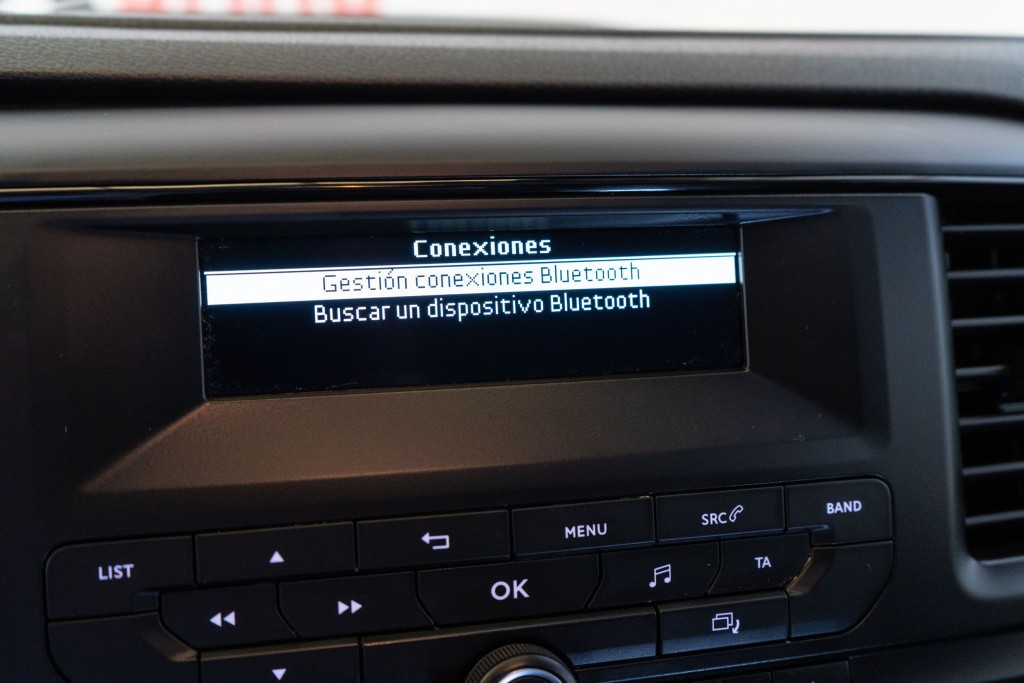 Conexiones
Gestión conexiones Bluetooth
Buscar un dispositivo Bluetooth
LIST
MENU
SRC
BAND
OK
TA